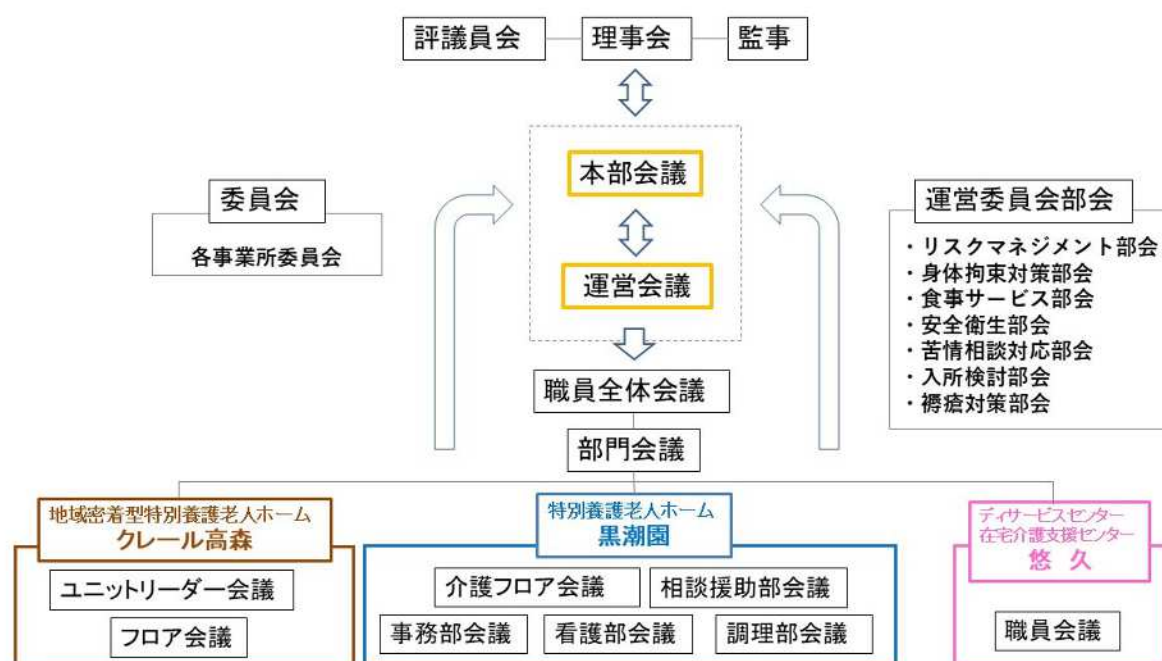 評議員会
理事会
監事
本部会議
委員会
各事業所委員会
運営会議
運営委員会部会
・リスクマネジメント部会
・身体拘束対策部会
・食事サービス部会
・安全衛生部会
・苦情相談対応部会
・入所検討部会
・褥瘡対策部会
職員全体会議
部門会議
地域密着型特別養護老人ホーム
クレール高森
ユニットリーダー会議
フロア会議
特別養護老人ホーム
黒潮園
介護フロア会議
相談援助部会議
事務部会議
看護部会議
調理部会議
ディサービスセンター
在宅介護支援センター
悠 久
職員会議